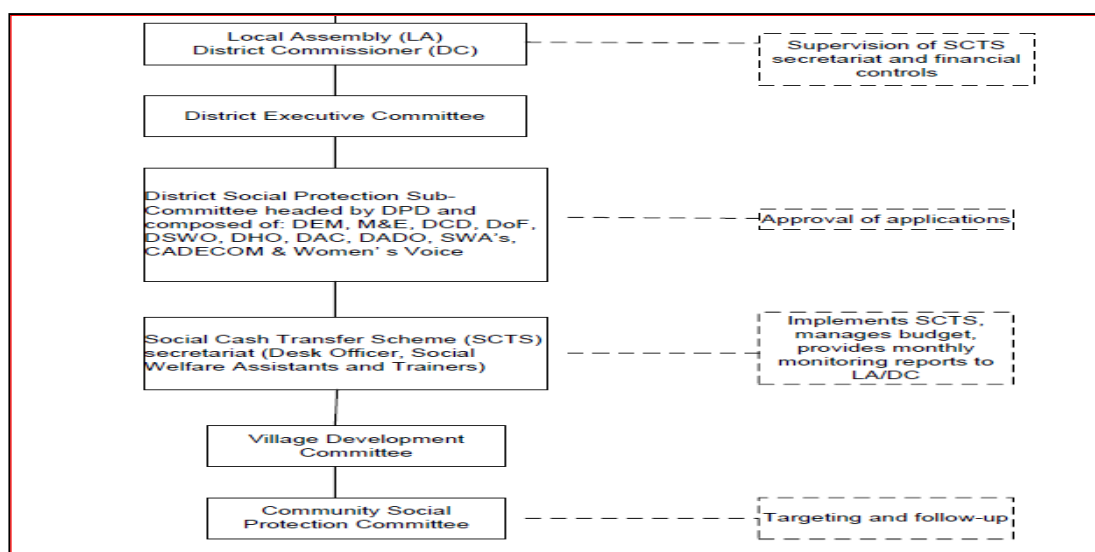 Local Assembly (LA)
District Commissioner (DC)
Supervision of SCTS
secretariat and financial
controls
District Executive Committee
District Social Protection Sub-
Committee headed by DPD and
composed of: DEM, M&E, DCD, DoF,
DSWO, DHO, DAC, DADO, SWA's,
CADECOM & Women' s Voice
Approval of applications
Social Cash Transfer Scheme (SCTS)
secretariat (Desk Officer, Social
Welfare Assistants and Trainers)
Implements SCTS,
manages budget,
provides monthly
monitoring reports to
LA/DC
Village Development
Committee
Community Social
Protection Committee
Targeting and follow-up